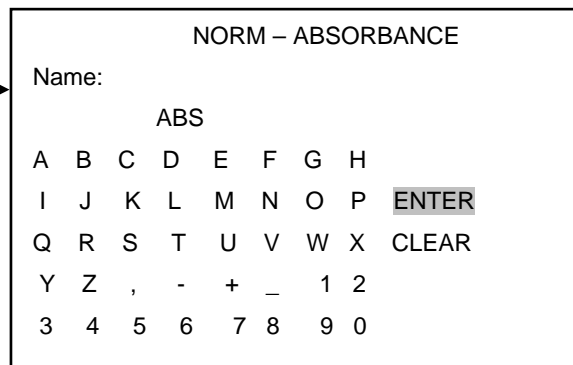 NORM – ABSORBANCE
Name:
ABS
A B C D E F G H
I J K L M N O P ENTER
Q R S T U V W X CLEAR
Y Z , - + _ 1 2
3 4 5 6 7 8 9 0